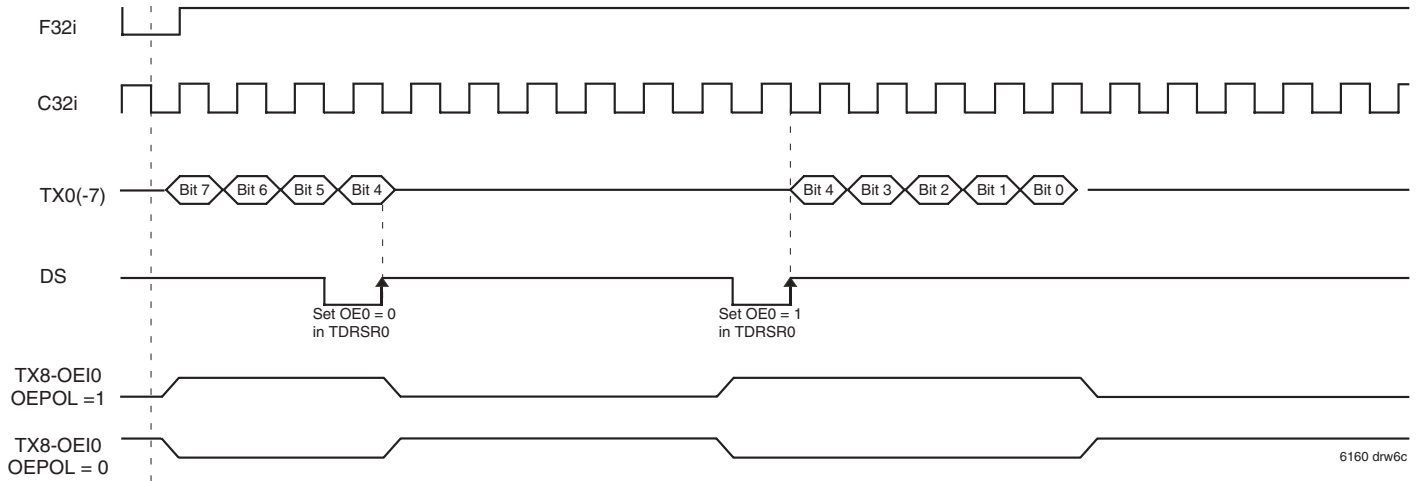 F32i
C32i
TX0(-7)
Bit 7 Bit 6 Bit 5 Bit 4 Bit 4 Bit 3 Bit 2 Bit 1 Bit 0
DS
Set OE0 = 0
in TDRSR0
Set OE0 = 1
in TDRSR0
TX8-OEI0
OEPOL =1
TX8-OEI0
OEPOL = 0
6160 drw6c